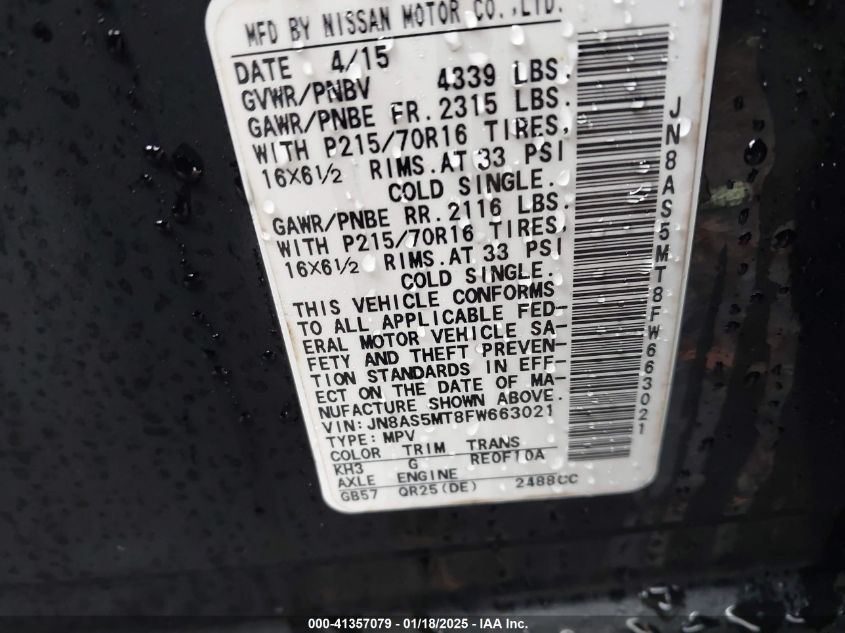 MFD BY NISSAN MOTOR CO.,LTD.
DATE 4/15
GVWR/PNBV 4339 LBS.
GAWR/PNBE FR. 2315 LBS.
WITH P215/70R16 TIRES,
16X6½ RIMS.AT 33 PSI
COLD SINGLE.
GAWR/PNBE RR. 2116 LBS.
WITH P215/70R16 TIRES,
16X6½ RIMS.AT 33 PSI
COLD SINGLE.
THIS VEHICLE CONFORMS
TO ALL APPLICABLE FED-
ERAL MOTOR VEHICLE SA-
FETY AND THEFT PREVEN-
TION STANDARDS IN EFF-
ECT ON THE DATE OF MA-
NUFACTURE SHOWN ABOVE.
VIN:JN8AS5MT8FW663021
TYPE: MPV
COLOR TRIM TRANS
KH3 G RE0F10A
AXLE ENGINE
GB57 QR25(DE) 2488CC
JN8AS5MT8FW663021
000-41357079 - 01/18/2025 - IAA Inc.